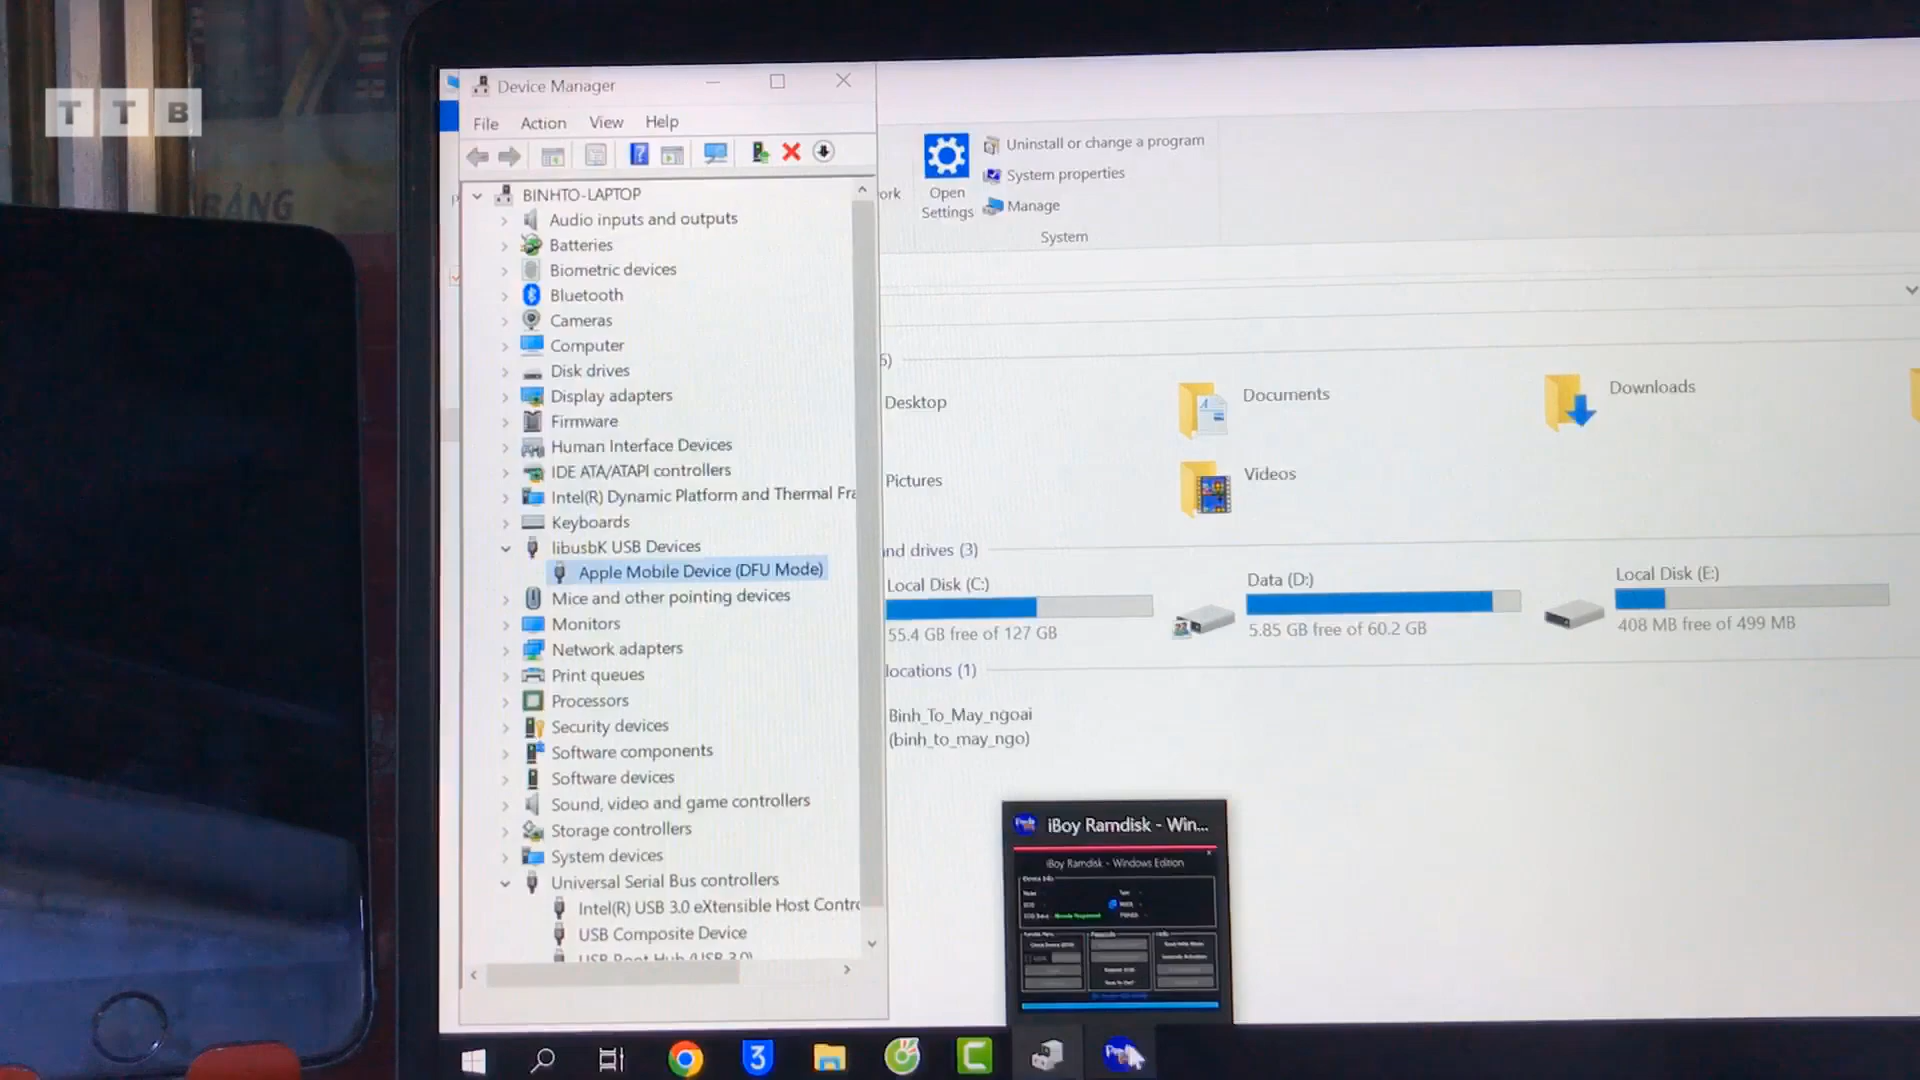 TTB
BẢNG
Device Manager
File Action View Help
BINHTO-LAPTOP
Audio inputs and outputs
Batteries
Biometric devices
Bluetooth
Cameras
Computer
Disk drives
Display adapters
Firmware
Human Interface Devices
IDE ATA/ATAPI controllers
Intel(R) Dynamic Platform and Thermal Fra
Keyboards
libusbK USB Devices
Apple Mobile Device (DFU Mode)
Mice and other pointing devices
Monitors
Network adapters
Print queues
Processors
Security devices
Software components
Software devices
Sound, video and game controllers
Storage controllers
System devices
Universal Serial Bus controllers
Intel(R) USB 3.0 eXtensible Host Contro
USB Composite Device
USB Root Hub (USB 3.0)
ork
Open
Settings
Uninstall or change a program
System properties
Manage
System
6)
Desktop
Documents
Downloads
Pictures
Videos
nd drives (3)
Local Disk (C:)
55.4 GB free of 127 GB
Data (D:)
5.85 GB free of 60.2 GB
Local Disk (E:)
408 MB free of 499 MB
locations (1)
Binh_To_May_ngoai
(binh_to_may_ngo)
iBoy Ramdisk - Win...
iBoy Ramdisk - Windows Edition
3